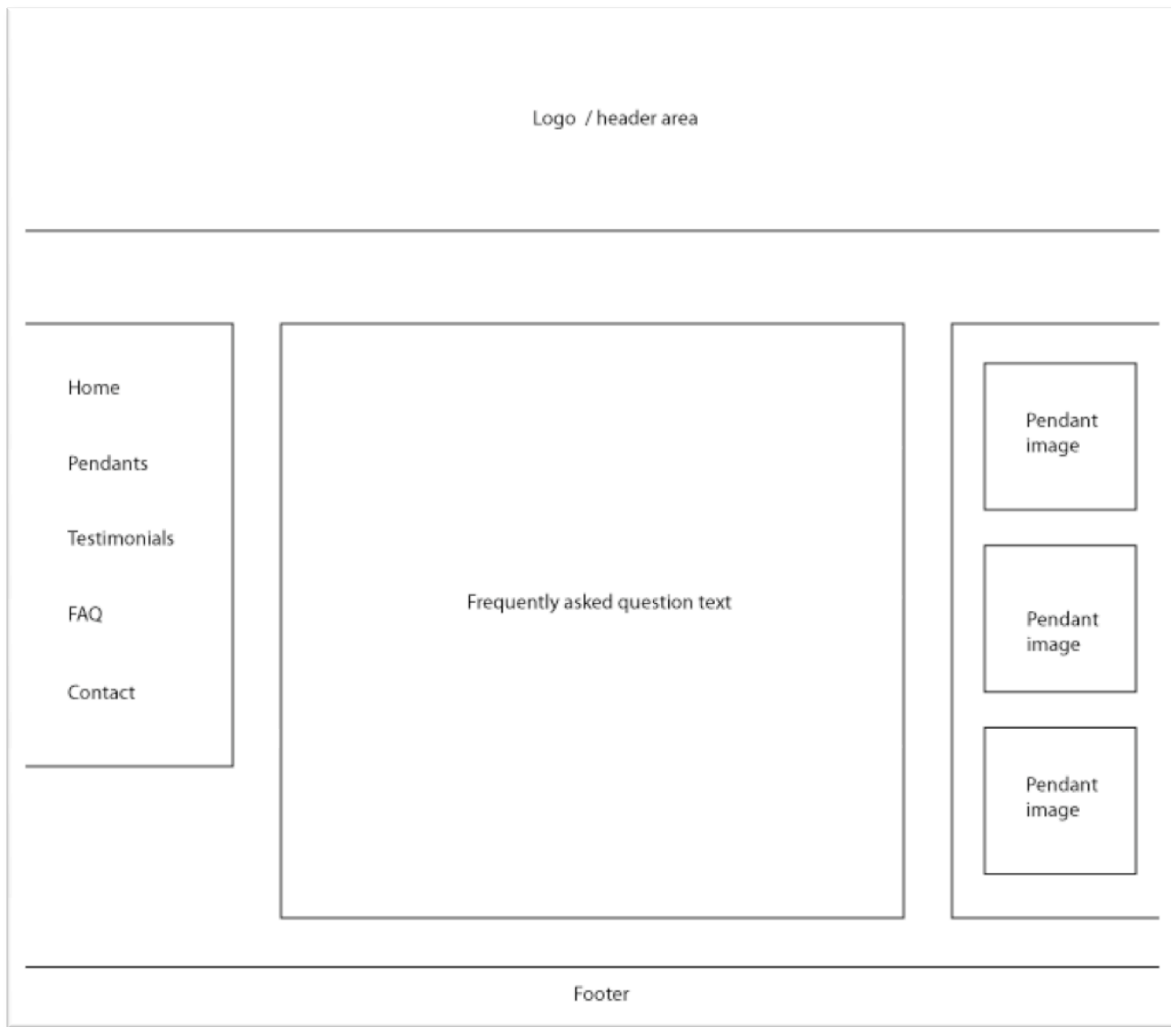 Logo / header area
Home
Pendants
Testimonials
FAQ
Contact
Frequently asked question text
Pendant
image
Pendant
image
Pendant
image
Footer